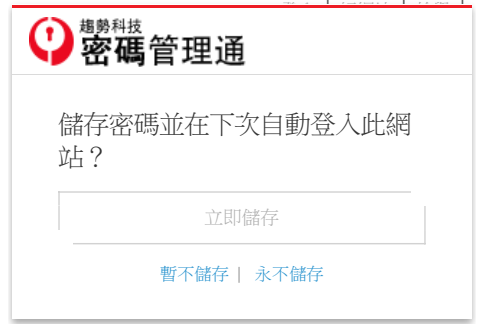 趨勢科技
密碼管理通
儲存密碼並在下次自動登入此網
站？
立即儲存
暫不儲存 | 永不儲存